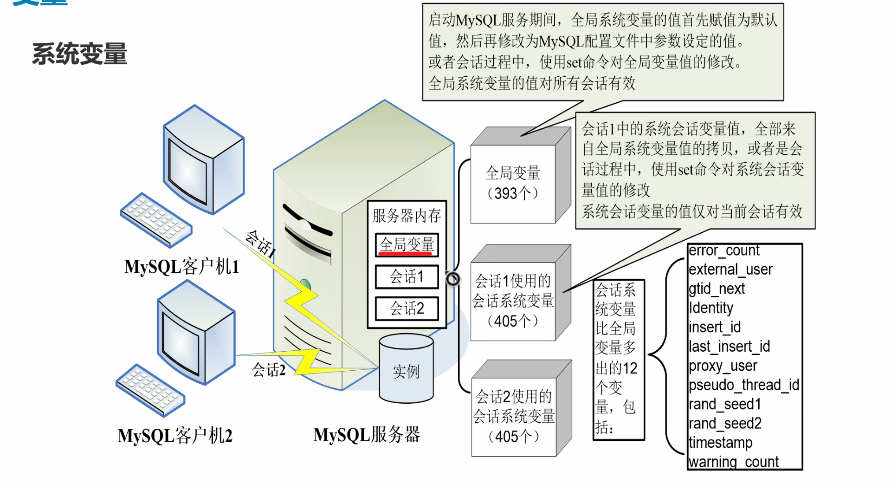 变量
系统变量
启动MySQL服务期间，全局系统变量的值首先赋值为默认
值，然后再修改为MySQL配置文件中参数设定的值。
或者会话过程中，使用set命令对全局变量值的修改。
全局系统变量的值对所有会话有效
会话1中的系统会话变量值，全部来
自全局系统变量值的拷贝，或者是会
话过程中，使用set命令对系统会话变
量值的修改
系统会话变量的值仅对当前会话有效
全局变量
（393个）
服务器内存
全局变量
会话1
会话2
会话1
MySQL客户机1
会话2
MySQL客户机2
实例
MySQL服务器
会话1使用的
会话系统变量
（405个）
会话2使用的
会话系统变量
（405个）
会话系
统变量
比全局
变量多
出的12
个变
量，包
括：
error_count
external_user
gtid_next
Identity
insert_id
last_insert_id
proxy_user
pseudo_thread_id
rand_seed1
rand_seed2
timestamp
warning_count